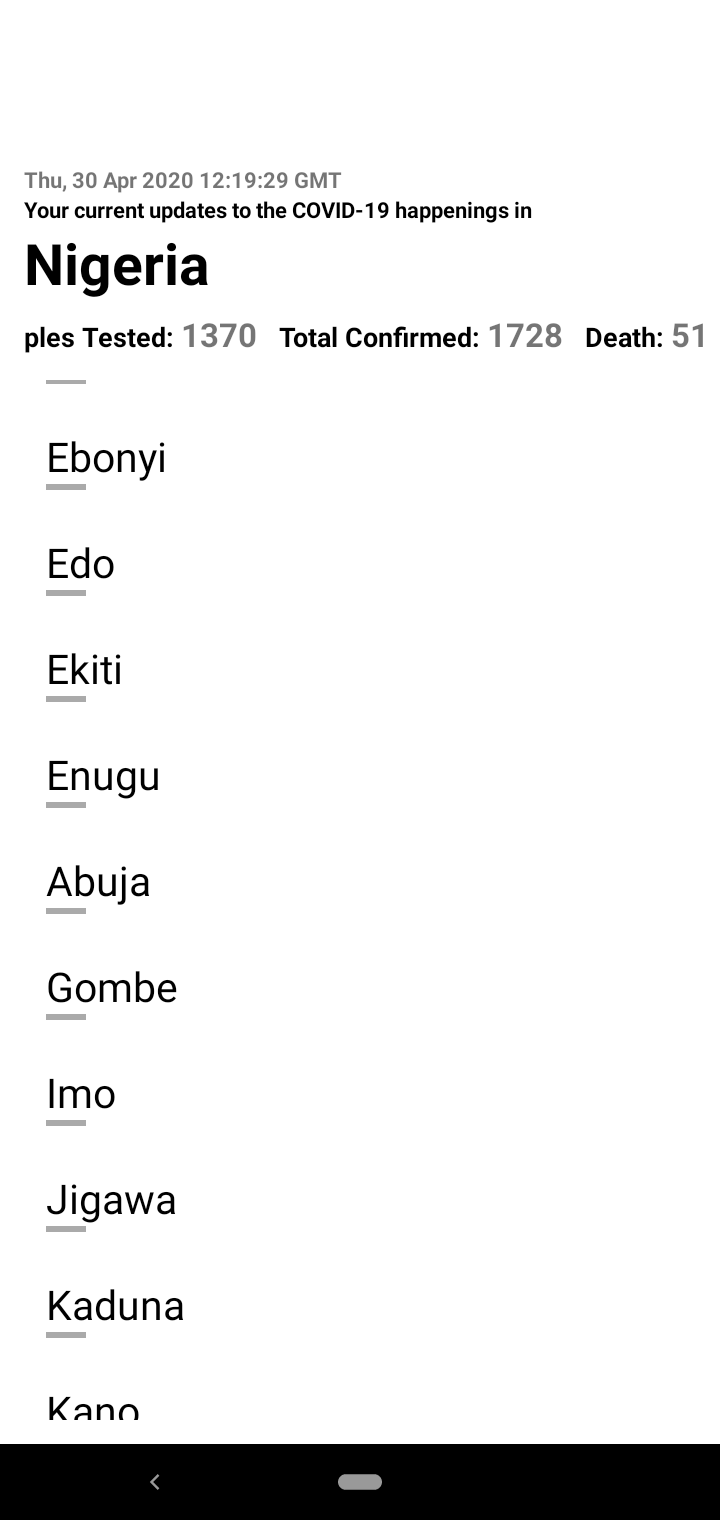 Thu, 30 Apr 2020 12:19:29 GMT
Your current updates to the COVID-19 happenings in
Nigeria
ples Tested: 1370 Total Confirmed: 1728 Death: 51
Ebonyi
Edo
Ekiti
Enugu
Abuja
Gombe
Imo
Jigawa
Kaduna
Kano